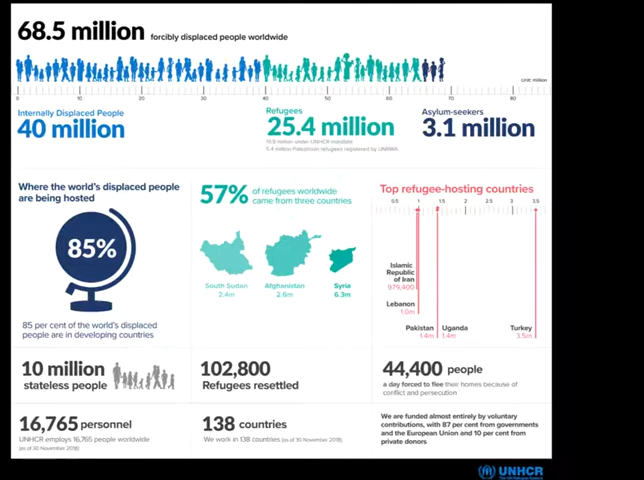 68.5 million forcibly displaced people worldwide
Unit: million
0 10 20 30 40 50 60 70 80
Internally Displaced People
40 million
Refugees
25.4 million
19.9 million under UNHCR mandate
5.4 million Palestinian refugees registered by UNRWA
Asylum-seekers
3.1 million
Where the world's displaced people
are being hosted
85%
85 per cent of the world's displaced
people are in developing countries
57% of refugees worldwide
came from three countries
South Sudan
2.4m
Afghanistan
2.6m
Syria
6.3m
Top refugee-hosting countries
0.5 1 1.5 2 2.5 3 3.5
Islamic
Republic
of Iran
979,400
Lebanon
1.0m
Pakistan
1.4m
Uganda
1.4m
Turkey
3.5m
10 million
stateless people
102,800
Refugees resettled
44,400 people
a day forced to flee their homes because of
conflict and persecution
16,765 personnel
UNHCR employs 16,765 people worldwide
(as of 30 November 2018)
138 countries
We work in 138 countries (as of 30 November 2018)
We are funded almost entirely by voluntary
contributions, with 87 per cent from governments
and the European Union and 10 per cent from
private donors
UNHCR
The UN Refugee Agency